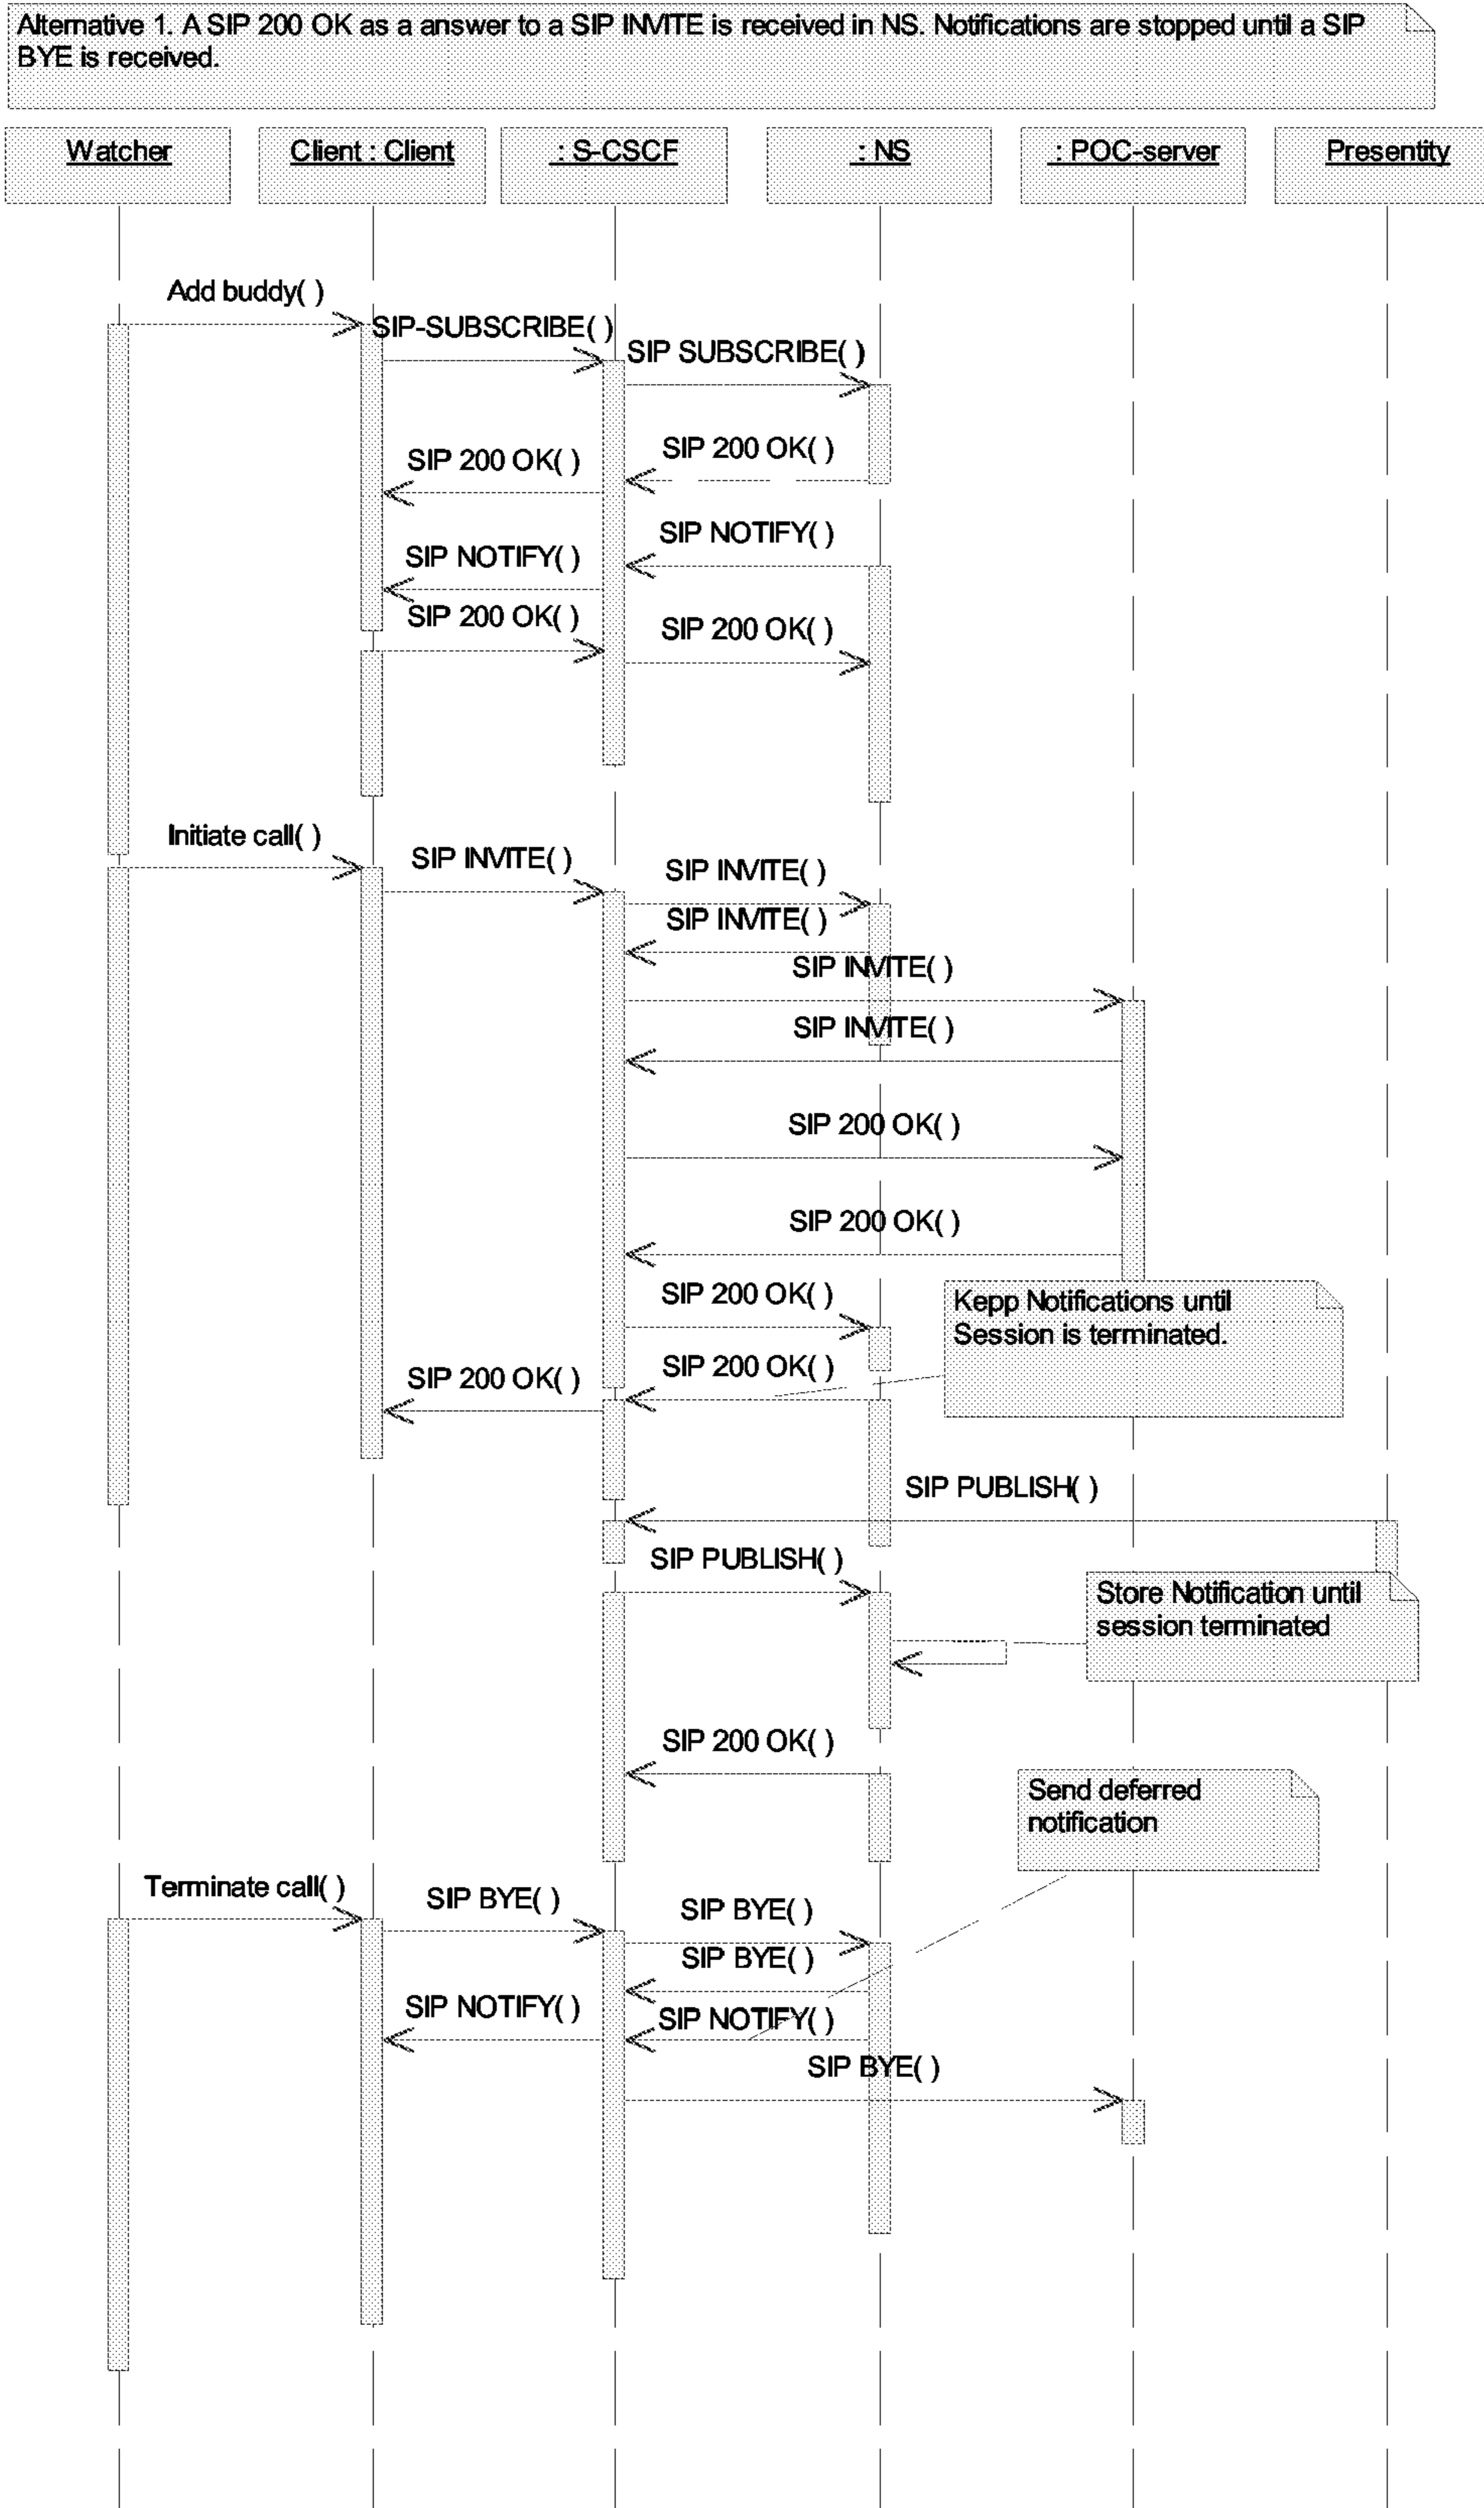 Alternative 1. A SIP 200 OK as a answer to a SIP INVITE is received in NS. Notifications are stopped until a SIP
BYE is received.
Watcher
Client : Client
: S-CSCF
: NS
: POC-server
Presentity
Add buddy( )
SIP-SUBSCRIBE( )
SIP SUBSCRIBE( )
SIP 200 OK( )
SIP 200 OK( )
SIP NOTIFY( )
SIP NOTIFY( )
SIP 200 OK( )
SIP 200 OK( )
Initiate call( )
SIP INVITE( )
SIP INVITE( )
SIP INVITE( )
SIP INVITE( )
SIP INVITE( )
SIP 200 OK( )
SIP 200 OK( )
SIP 200 OK( )
Kepp Notifications until
Session is terminated.
SIP 200 OK( )
SIP 200 OK( )
SIP PUBLISH( )
SIP PUBLISH( )
Store Notification until
session terminated
SIP 200 OK( )
Send deferred
notification
Terminate call( )
SIP BYE( )
SIP BYE( )
SIP BYE( )
SIP NOTIFY( )
SIP NOTIFY( )
SIP BYE( )